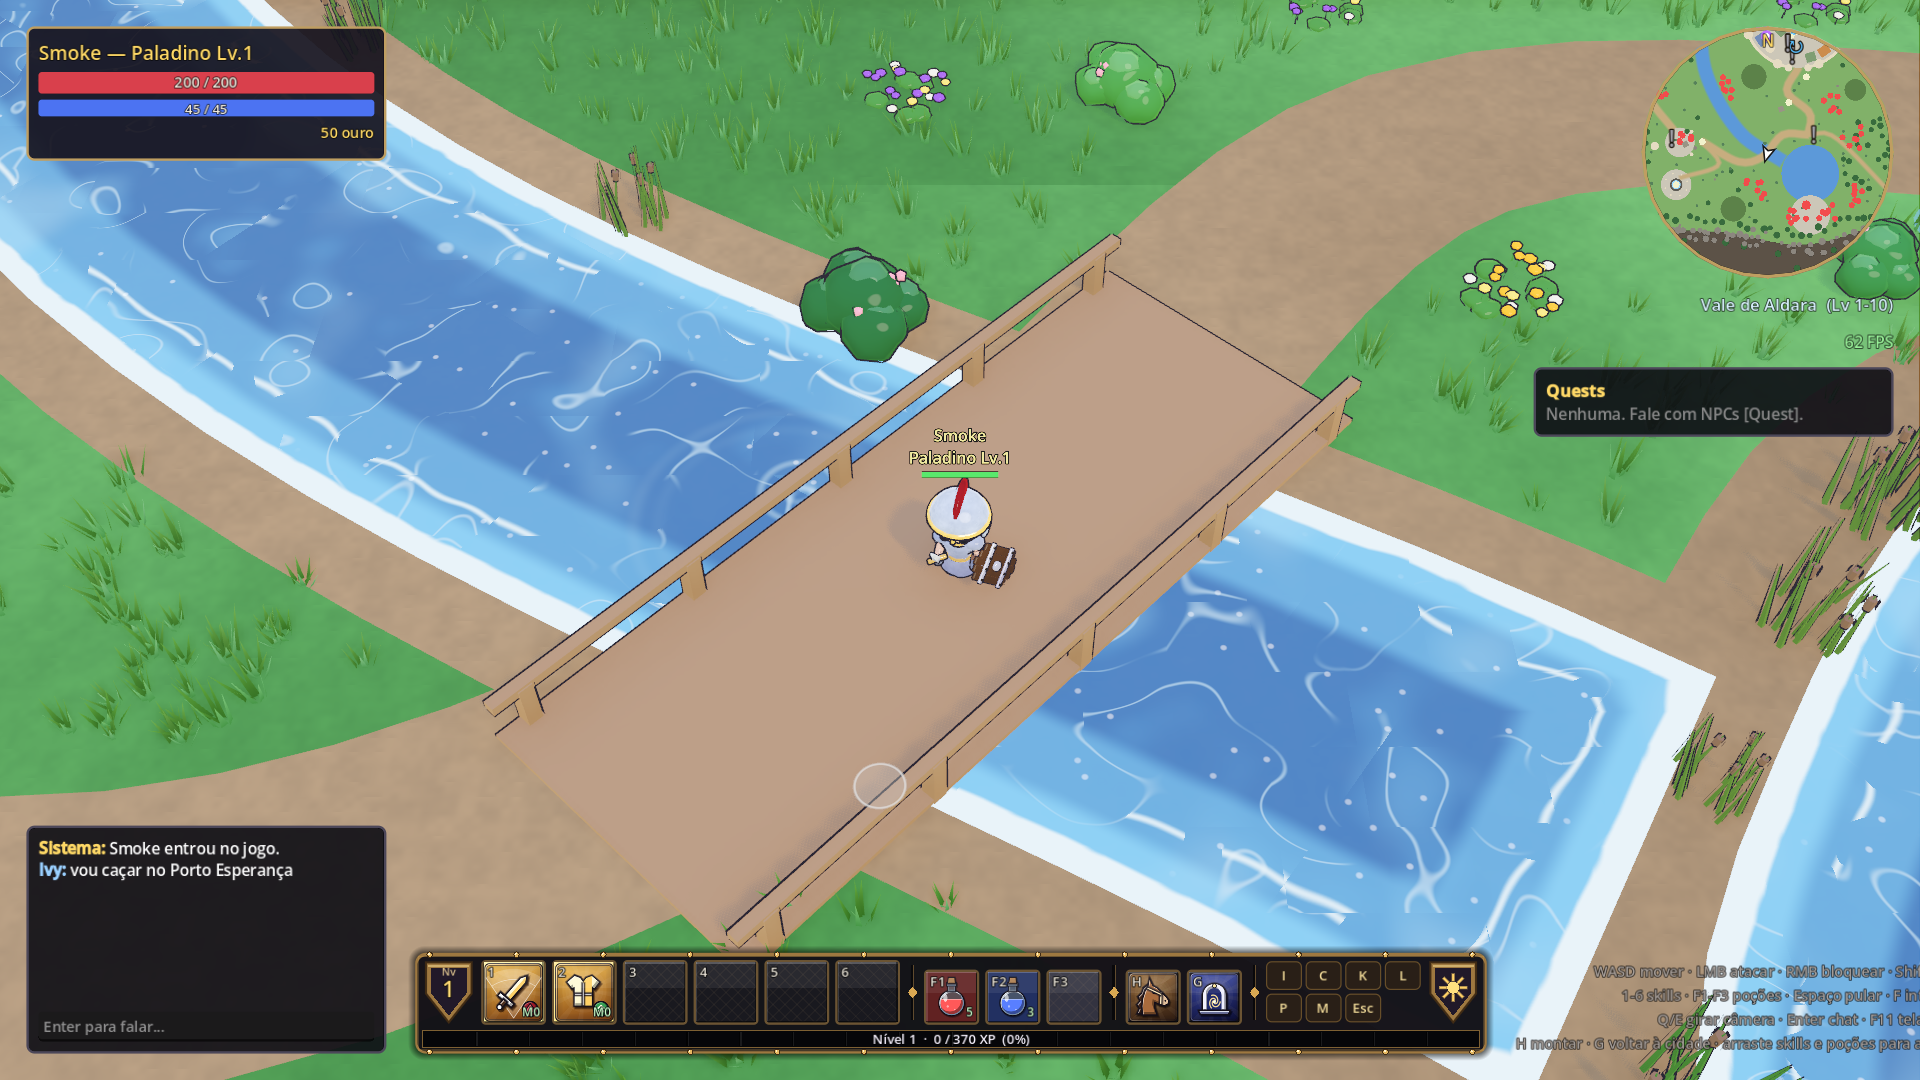 Smoke — Paladino Lv.1
200 / 200
45 / 45
50 ouro
N
Vale de Aldara (Lv 1-10)
62 FPS
Quests
Nenhuma. Fale com NPCs [Quest].
Smoke
Paladino Lv.1
Sistema: Smoke entrou no jogo.
Ivy: vou caçar no Porto Esperança
Enter para falar...
Nv
1
1 M0
2 M0
3
4
5
6
F1 5
F2 3
F3
H
G
I C K L
P M Esc
Nível 1 · 0 / 370 XP (0%)
WASD mover · LMB atacar · RMB bloquear · Shi
1-6 skills · F1-F3 poções · Espaço pular · F int
Q/E girar câmera · Enter chat · F11 tela
H montar · G voltar à cidade · arraste skills e poções para a